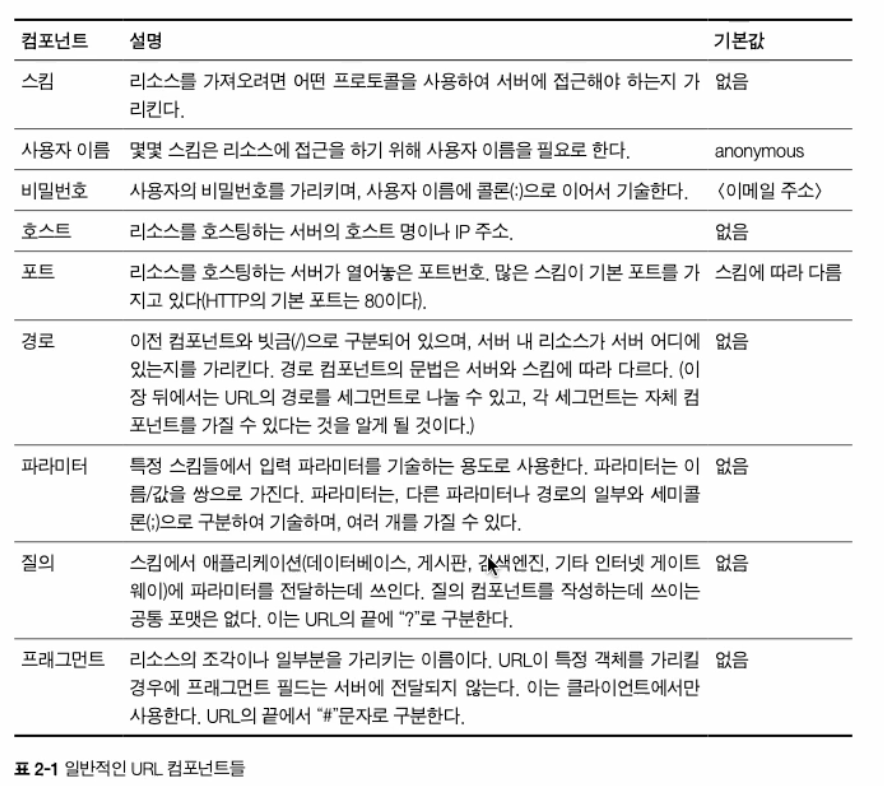 컴포넌트 설명 기본값
스킴 리소스를 가져오려면 어떤 프로토콜을 사용하여 서버에 접근해야 하는지 가 없음
리킨다.
사용자 이름 몇몇 스킴은 리소스에 접근을 하기 위해 사용자 이름을 필요로 한다. anonymous
비밀번호 사용자의 비밀번호를 가리키며, 사용자 이름에 콜론(:)으로 이어서 기술한다. 〈이메일 주소〉
호스트 리소스를 호스팅하는 서버의 호스트 명이나 IP 주소. 없음
포트 리소스를 호스팅하는 서버가 열어놓은 포트번호. 많은 스킴이 기본 포트를 가 스킴에 따라 다름
지고 있다(HTTP의 기본 포트는 80이다).
경로 이전 컴포넌트와 빗금(/)으로 구분되어 있으며, 서버 내 리소스가 서버 어디에 없음
있는지를 가리킨다. 경로 컴포넌트의 문법은 서버와 스킴에 따라 다르다. (이
장 뒤에서는 URL의 경로를 세그먼트로 나눌 수 있고, 각 세그먼트는 자체 컴
포넌트를 가질 수 있다는 것을 알게 될 것이다.)
파라미터 특정 스킴들에서 입력 파라미터를 기술하는 용도로 사용한다. 파라미터는 이 없음
름/값을 쌍으로 가진다. 파라미터는, 다른 파라미터나 경로의 일부와 세미콜
론(;)으로 구분하여 기술하며, 여러 개를 가질 수 있다.
질의 스킴에서 애플리케이션(데이터베이스, 게시판, 검색엔진, 기타 인터넷 게이트 없음
웨이)에 파라미터를 전달하는데 쓰인다. 질의 컴포넌트를 작성하는데 쓰이는
공통 포맷은 없다. 이는 URL의 끝에 “?”로 구분한다.
프래그먼트 리소스의 조각이나 일부분을 가리키는 이름이다. URL이 특정 객체를 가리킬 없음
경우에 프래그먼트 필드는 서버에 전달되지 않는다. 이는 클라이언트에서만
사용한다. URL의 끝에서 “#”문자로 구분한다.
표 2-1 일반적인 URL 컴포넌트들